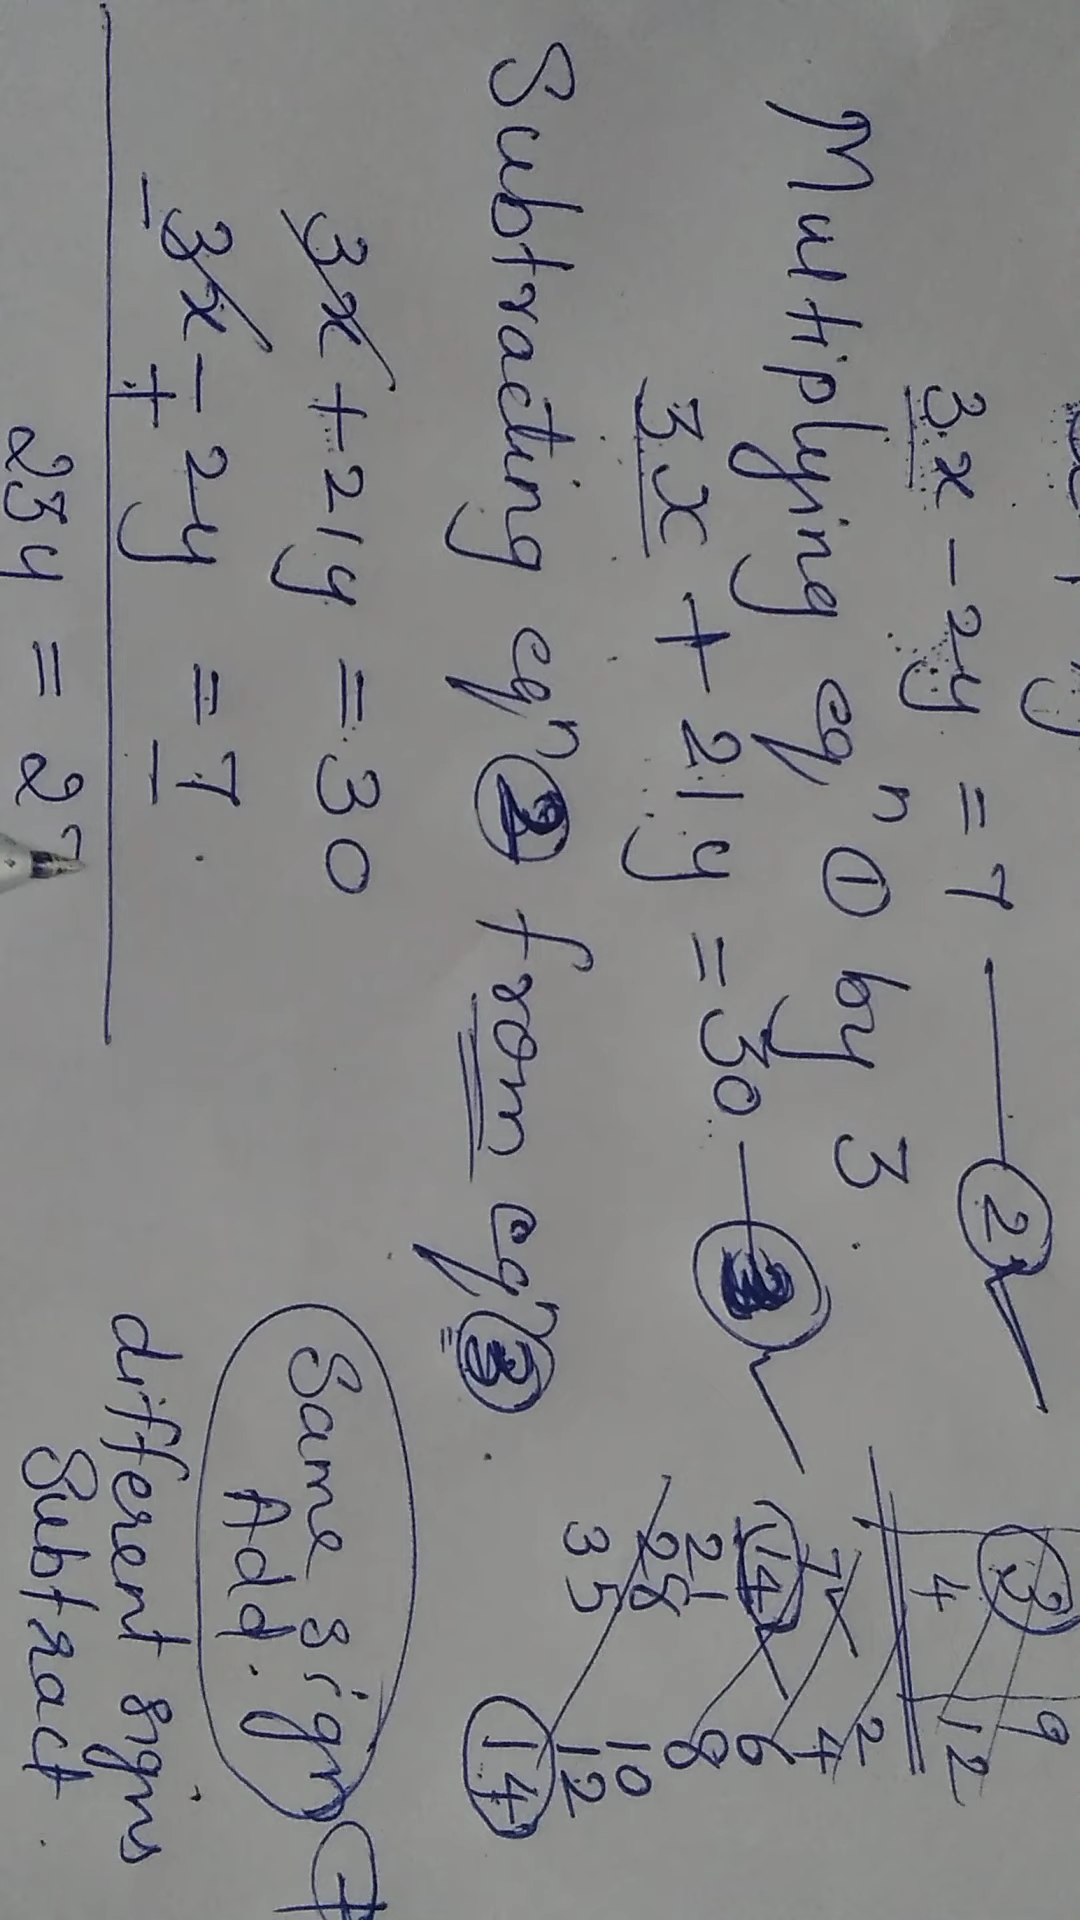 3x - 2y = 7 ② 
Multiplying eqⁿ ① by 3
3x + 21y = 30 ③
Subtracting eqⁿ ② from eqⁿ ③
3x + 21y = 30
3x - 2y = 7
- + -
23y = 2
3 9
4 12
7 2
14 4
21 6
28 8
35 10
12
14
Same sign +
Add.
different signs
Subtract